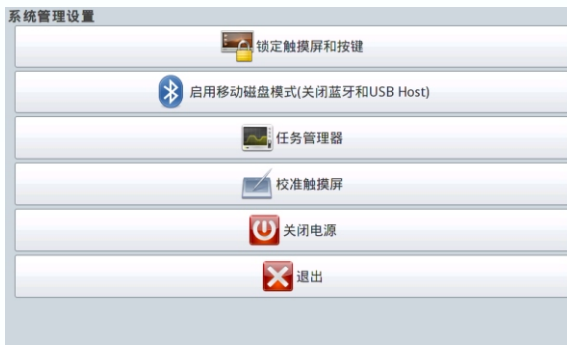 系统管理设置
锁定触摸屏和按键
启用移动磁盘模式(关闭蓝牙和USB Host)
任务管理器
校准触摸屏
关闭电源
退出